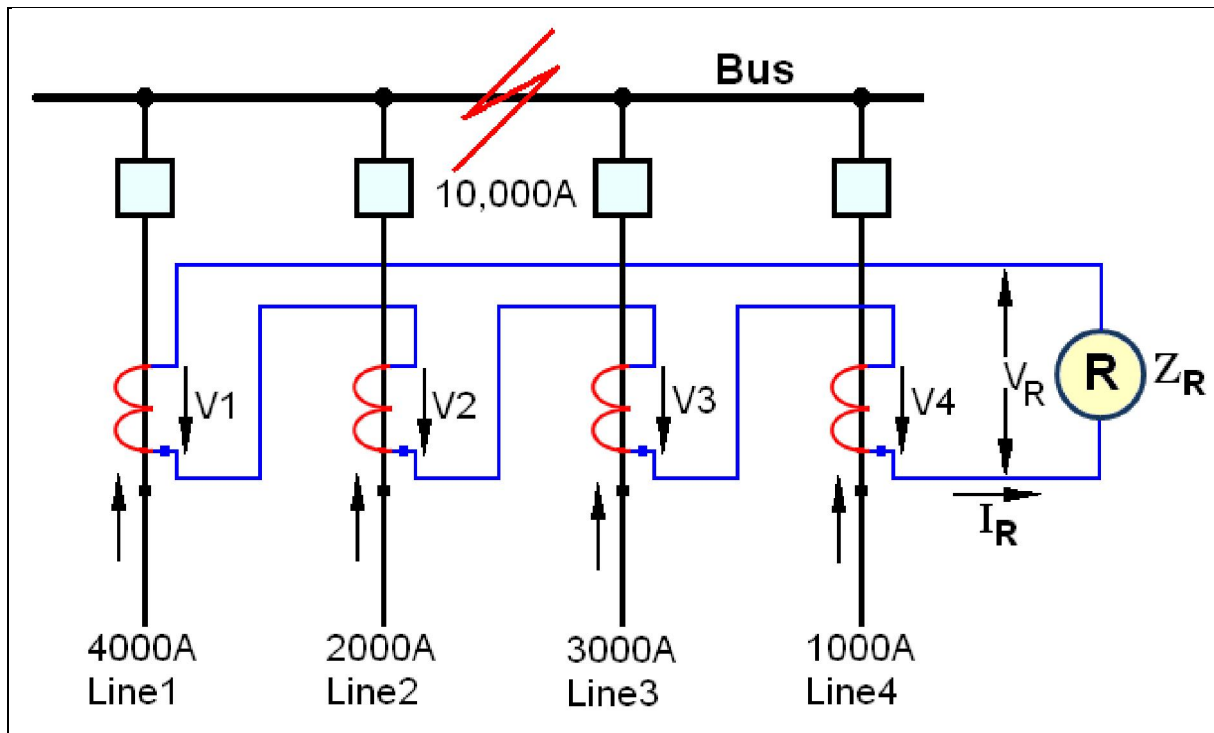 Bus
10,000A
V1
V2
V3
V4
VR
R
ZR
IR
4000A
Line1
2000A
Line2
3000A
Line3
1000A
Line4